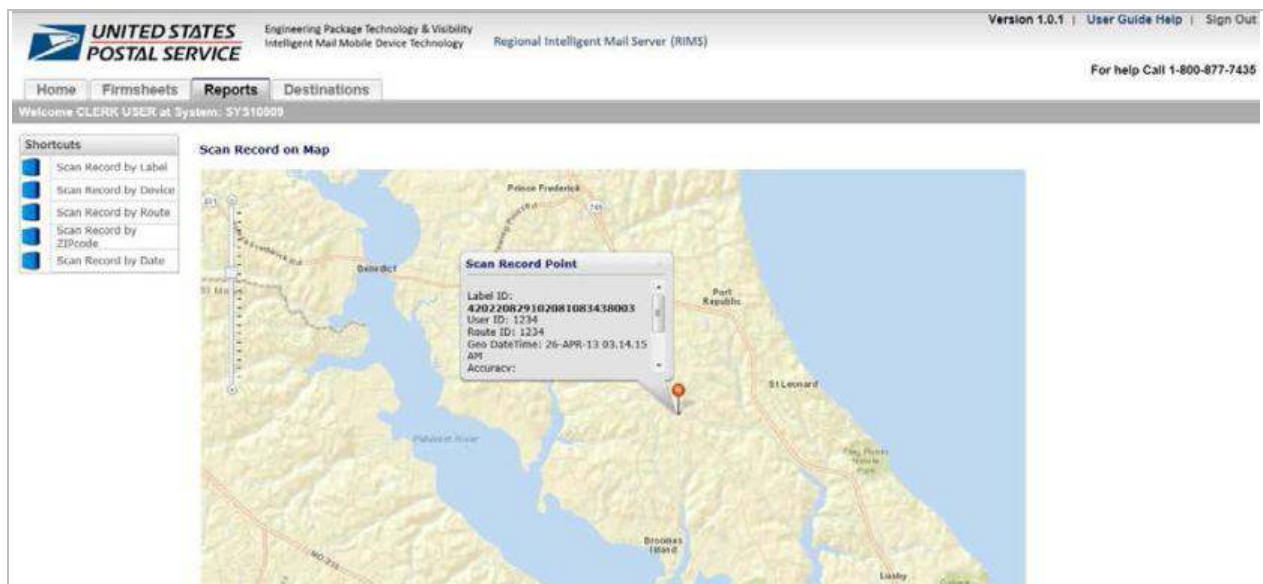 UNITED STATES
POSTAL SERVICE
Engineering Package Technology & Visibility
Intelligent Mail Mobile Device Technology
Regional Intelligent Mail Server (RIMS)
Version 1.0.1 | User Guide Help | Sign Out
For help Call 1-800-877-7435
Home Firmsheets Reports Destinations
Welcome CLERK USER at System: SYS10009
Shortcuts
Scan Record by Label
Scan Record by Device
Scan Record by Route
Scan Record by
ZIPcode
Scan Record by Date
Scan Record on Map
Prince Frederick
Benedict
Scan Record Point
Label ID:
420220829102081083438003
User ID: 1234
Route ID: 1234
Geo DateTime: 26-APR-13 03.14.15
AM
Accuracy:
Port
Republic
St Leonard
Patuxent River
Broomes
Island
Lusby